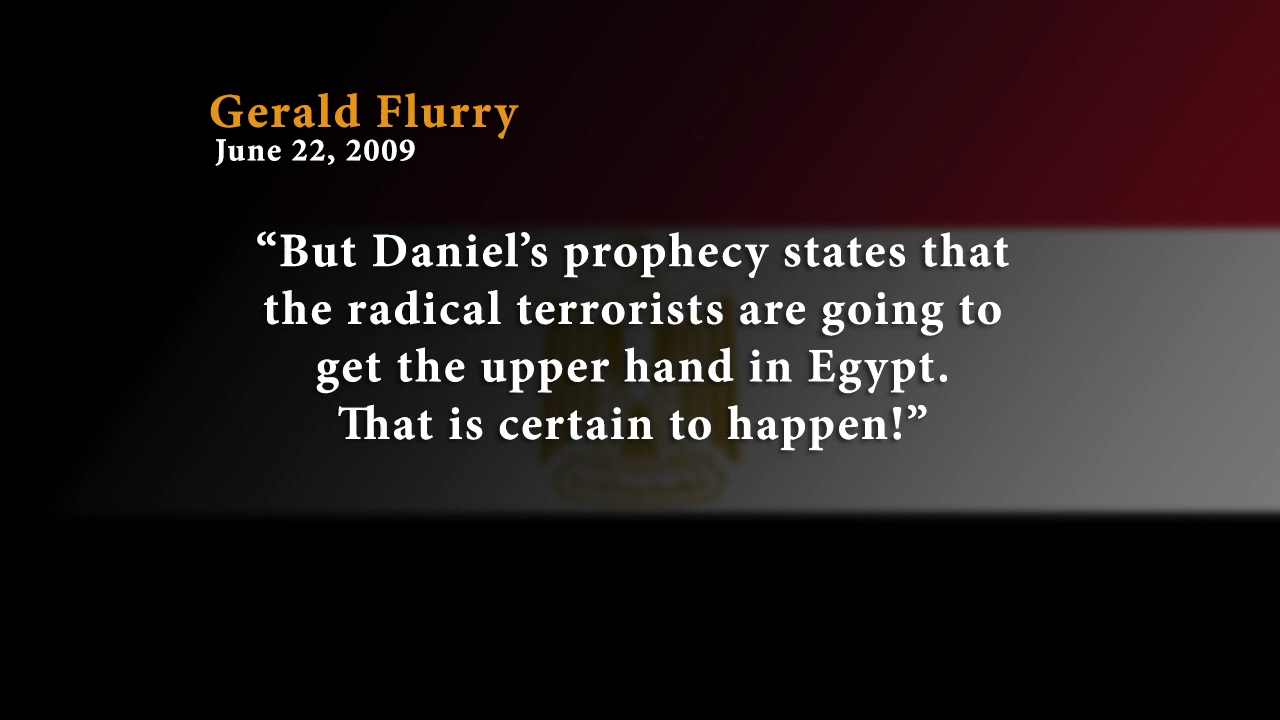 Gerald Flurry
June 22, 2009
“But Daniel’s prophecy states that
the radical terrorists are going to
get the upper hand in Egypt.
That is certain to happen!”